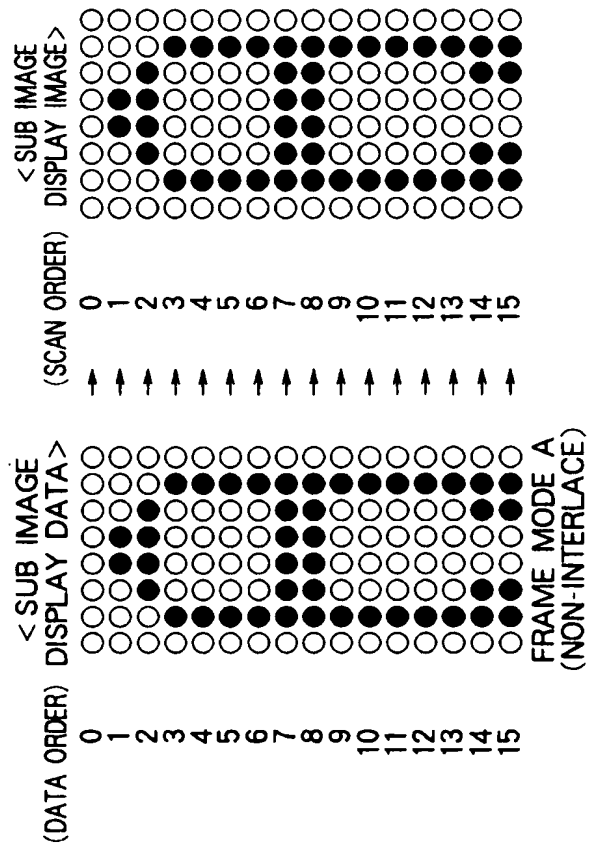 (DATA ORDER)
< SUB IMAGE
DISPLAY DATA >
(SCAN ORDER)
< SUB IMAGE
DISPLAY IMAGE >
0 0
1 1
2 2
3 3
4 4
5 5
6 6
7 7
8 8
9 9
10 10
11 11
12 12
13 13
14 14
15 15
FRAME MODE A
(NON-INTERLACE)